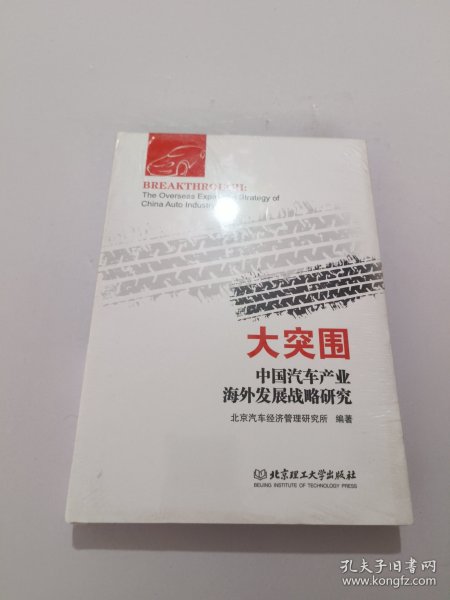 BREAKTHROUGH:
The Overseas Expansion Strategy of
China Auto Industry
大突围
中国汽车产业
海外发展战略研究
北京汽车经济管理研究所 编著
北京理工大学出版社
BEIJING INSTITUTE OF TECHNOLOGY PRESS
孔夫子旧书网
www.kongfz.com